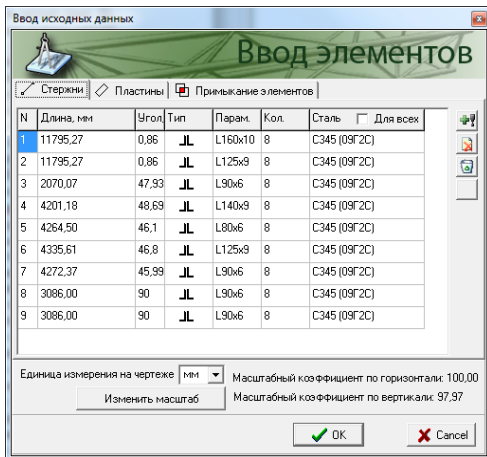 Ввод исходных данных
Ввод элементов
Стержни Пластины Примыкание элементов
N Длина, мм Угол, Тип Парам. Кол. Сталь Для всех
1 11795,27 0,86 L160x10 8 С345 (09Г2С)
2 11795,27 0,86 L125x9 8 С345 (09Г2С)
3 2070,07 47,93 L90x6 8 С345 (09Г2С)
4 4201,18 48,69 L140x9 8 С345 (09Г2С)
5 4264,50 46,1 L80x6 8 С345 (09Г2С)
6 4335,61 46,8 L125x9 8 С345 (09Г2С)
7 4272,37 45,99 L90x6 8 С345 (09Г2С)
8 3086,00 90 L90x6 8 С345 (09Г2С)
9 3086,00 90 L90x6 8 С345 (09Г2С)
Единица измерения на чертеже мм Масштабный коэффициент по горизонтали: 100,00
Изменить масштаб Масштабный коэффициент по вертикали: 97,97
OK Cancel